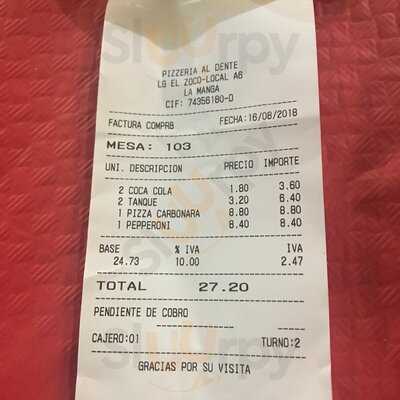 PIZZERIA AL DENTE
LG EL ZOCO-LOCAL A6
LA MANGA
CIF: 74356180-D
FACTURA COMPRB FECHA:16/08/2018
MESA: 103
UNI. DESCRIPCION PRECIO IMPORTE
2 COCA COLA 1.80 3.60
2 TANQUE 3.20 6.40
1 PIZZA CARBONARA 8.80 8.80
1 PEPPERONI 8.40 8.40
BASE % IVA IVA
24.73 10.00 2.47
TOTAL 27.20
PENDIENTE DE COBRO
CAJERO:01 TURNO:2
GRACIAS POR SU VISITA
Sluurpy
Sluurpy